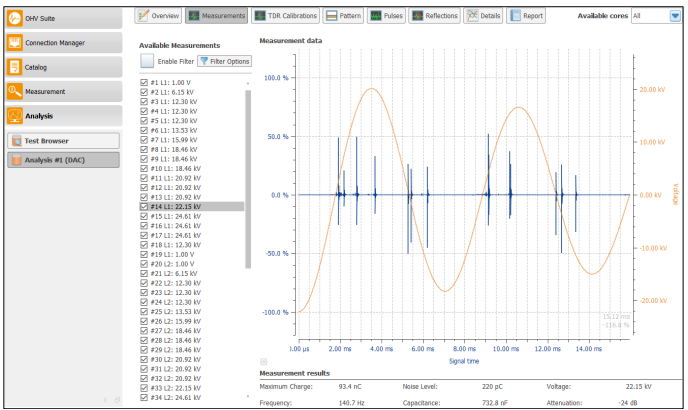 OHV Suite
Connection Manager
Catalog
Measurement
Analysis
Test Browser
Analysis #1 (DAC)
Overview
Measurements
TDR Calibrations
Pattern
Pulses
Reflections
Details
Report
Available cores
All
Available Measurements
Enable Filter
Filter Options
#1 L1: 1.00 V
#2 L1: 6.15 kV
#3 L1: 12.30 kV
#4 L1: 12.30 kV
#5 L1: 12.30 kV
#6 L1: 13.53 kV
#7 L1: 15.99 kV
#8 L1: 18.46 kV
#9 L1: 18.46 kV
#10 L1: 18.46 kV
#11 L1: 20.92 kV
#12 L1: 20.92 kV
#13 L1: 20.92 kV
#14 L1: 22.15 kV
#15 L1: 24.61 kV
#16 L1: 24.61 kV
#17 L1: 24.61 kV
#18 L1: 12.30 kV
#19 L1: 1.00 V
#20 L2: 1.00 V
#21 L2: 6.15 kV
#22 L2: 12.30 kV
#23 L2: 12.30 kV
#24 L2: 12.30 kV
#25 L2: 13.53 kV
#26 L2: 15.99 kV
#27 L2: 18.46 kV
#28 L2: 18.46 kV
#29 L2: 18.46 kV
#30 L2: 20.92 kV
#31 L2: 20.92 kV
#32 L2: 20.92 kV
#33 L2: 22.15 kV
#34 L2: 24.61 kV
Measurement data
100.0 %
50.0 %
0.0 %
-50.0 %
-100.0 %
20.00 kV
10.00 kV
0.00 kV
-10.00 kV
-20.00 kV
Voltage
15.12 ms
-116.8 %
1.00 µs
2.00 ms
4.00 ms
6.00 ms
8.00 ms
10.00 ms
12.00 ms
14.00 ms
Signal time
Measurement results
Maximum Charge: 93.4 nC Noise Level: 220 pC Voltage: 22.15 kV
Frequency: 140.7 Hz Capacitance: 732.8 nF Attenuation: -24 dB